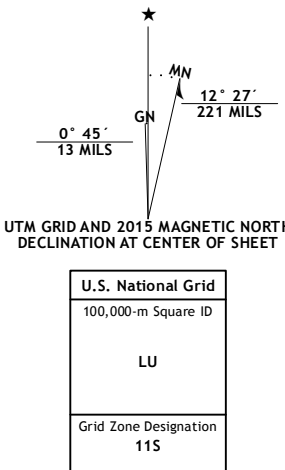 MN
12° 27´
221 MILS
GN
0° 45´
13 MILS
UTM GRID AND 2015 MAGNETIC NORTH
DECLINATION AT CENTER OF SHEET
U.S. National Grid
100,000-m Square ID
LU
Grid Zone Designation
11S